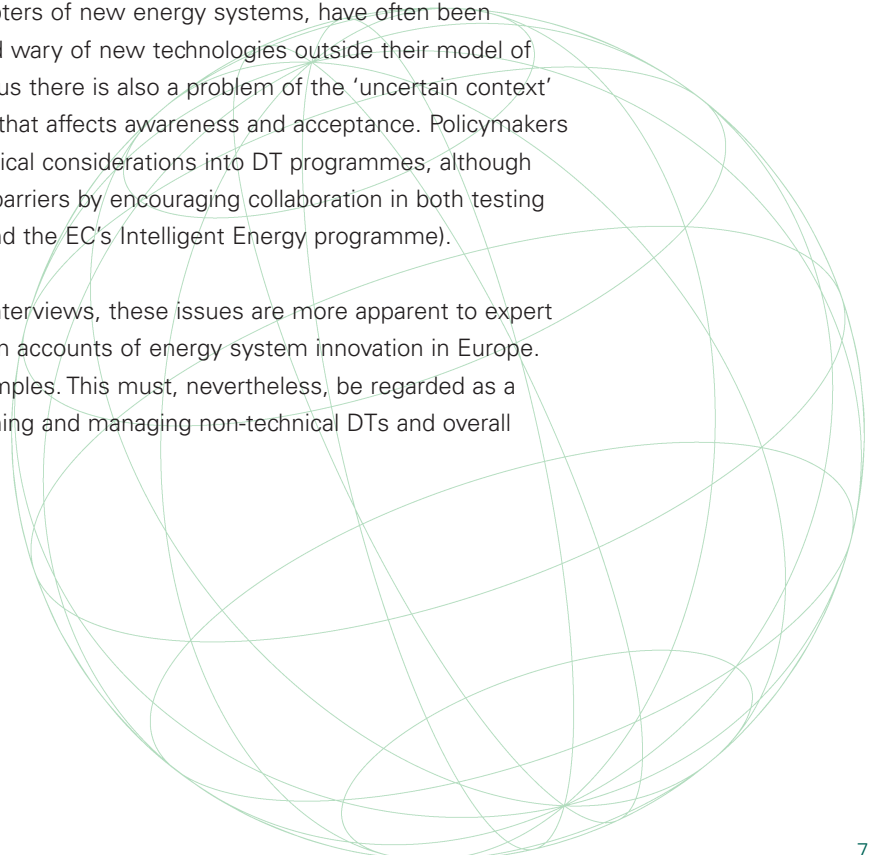 pters of new energy systems, have often been
d wary of new technologies outside their model of
us there is also a problem of the ‘uncertain context’
that affects awareness and acceptance. Policymakers
ical considerations into DT programmes, although
barriers by encouraging collaboration in both testing
nd the EC’s Intelligent Energy programme).
nterviews, these issues are more apparent to expert
n accounts of energy system innovation in Europe.
mples. This must, nevertheless, be regarded as a
ning and managing non-technical DTs and overall
7